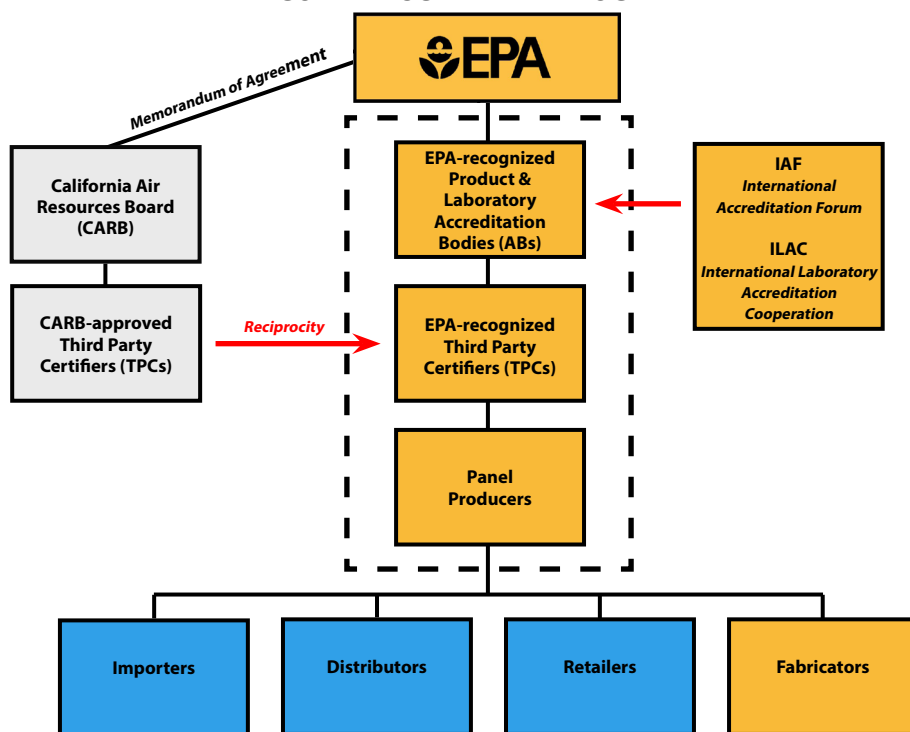 EPA
Memorandum of Agreement
California Air
Resources Board
(CARB)
EPA-recognized
Product &
Laboratory
Accreditation
Bodies (ABs)
IAF
International
Accreditation Forum
ILAC
International Laboratory
Accreditation
Cooperation
CARB-approved
Third Party
Certifiers (TPCs)
Reciprocity
EPA-recognized
Third Party
Certifiers (TPCs)
Panel
Producers
Importers
Distributors
Retailers
Fabricators